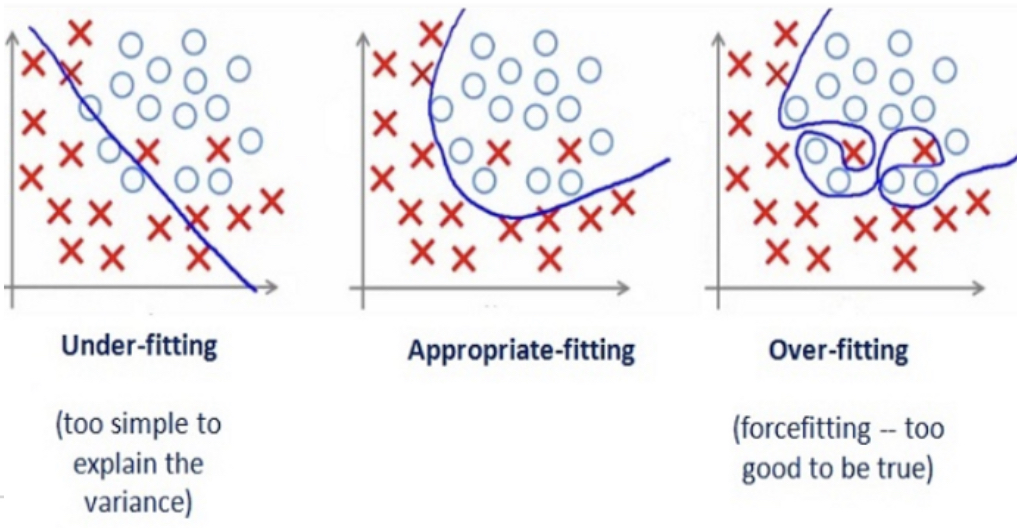 Under-fitting
Appropriate-fitting
Over-fitting
(too simple to
explain the
variance)
(forcefitting -- too
good to be true)